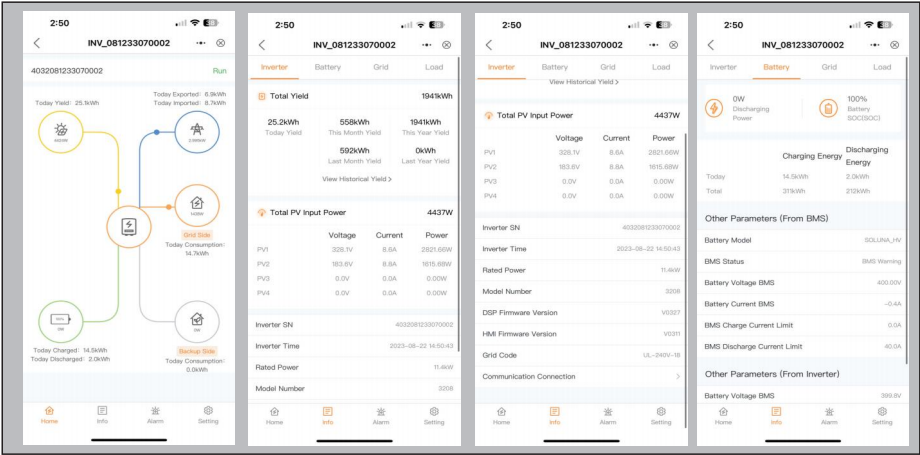 2:50
INV_081233070002
4032081233070002 Run
Today Yield: 25.1kWh
Today Exported: 6.9kWh
Today Imported: 8.7kWh
Grid Side
Today Consumption:
14.7kWh
Today Charged: 14.5kWh
Today Discharged: 2.0kWh
Backup Side
Today Consumption:
0.0kWh
Home Info Alarm Setting
2:50
INV_081233070002
Inverter Battery Grid Load
Total Yield 1941kWh
25.2kWh 558kWh 1941kWh
Today Yield This Month Yield This Year Yield
592kWh 0kWh
Last Month Yield Last Year Yield
View Historical Yield >
Total PV Input Power 4437W
Voltage Current Power
PV1 328.1V 8.6A 2821.66W
PV2 183.6V 8.8A 1615.68W
PV3 0.0V 0.0A 0.00W
PV4 0.0V 0.0A 0.00W
Inverter SN 4032081233070002
Inverter Time 2023-08-22 14:50:43
Rated Power 11.4kW
Model Number 3208
Home Info Alarm Setting
2:50
INV_081233070002
Inverter Battery Grid Load
View Historical Yield >
Total PV Input Power 4437W
Voltage Current Power
PV1 328.1V 8.6A 2821.66W
PV2 183.6V 8.8A 1615.68W
PV3 0.0V 0.0A 0.00W
PV4 0.0V 0.0A 0.00W
Inverter SN 4032081233070002
Inverter Time 2023-08-22 14:50:43
Rated Power 11.4kW
Model Number 3208
DSP Firmware Version V0327
HMI Firmware Version V0311
Grid Code UL-240V-18
Communication Connection >
Home Info Alarm Setting
2:50
INV_081233070002
Inverter Battery Grid Load
0W 100%
Discharging Battery
Power SOC(SOC)
Charging Energy Discharging
Energy
Today 14.5kWh 2.0kWh
Total 311kWh 212kWh
Other Parameters (From BMS)
Battery Model SOLUNA_HV
BMS Status BMS Warning
Battery Voltage BMS 400.00V
Battery Current BMS -0.4A
BMS Charge Current Limit 0.0A
BMS Discharge Current Limit 40.0A
Other Parameters (From Inverter)
Battery Voltage BMS 399.8V
Home Info Alarm Setting